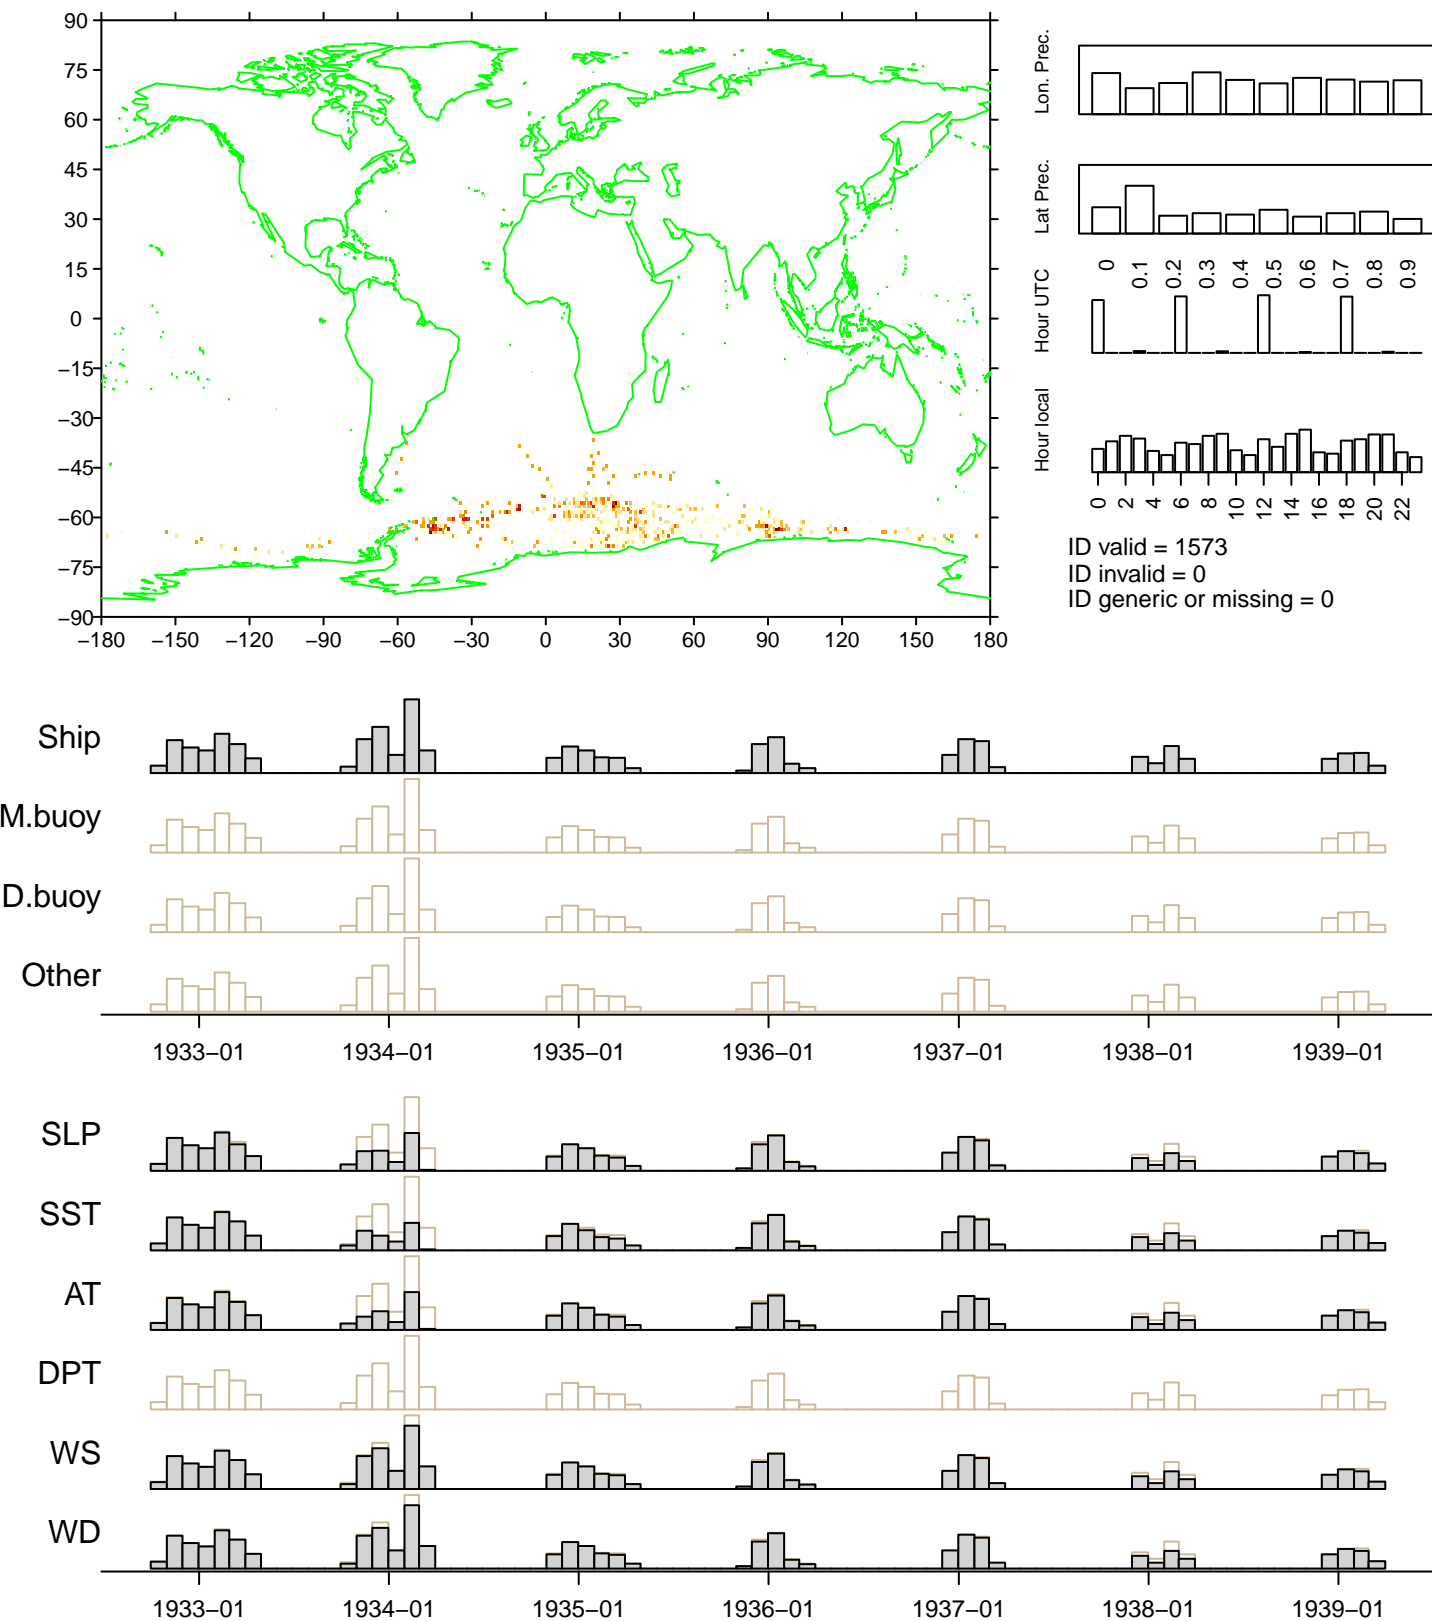 90
75
60
45
30
15
0
−15
−30
−45
−60
−75
−90
−180 −150 −120 −90 −60 −30 0 30 60 90 120 150 180
Lon. Prec.
Lat Prec.
0 0.1 0.2 0.3 0.4 0.5 0.6 0.7 0.8 0.9
Hour UTC
Hour local
0 2 4 6 8 10 12 14 16 18 20 22
ID valid = 1573
ID invalid = 0
ID generic or missing = 0
Ship
M.buoy
D.buoy
Other
1933−01 1934−01 1935−01 1936−01 1937−01 1938−01 1939−01
SLP
SST
AT
DPT
WS
WD
1933−01 1934−01 1935−01 1936−01 1937−01 1938−01 1939−01